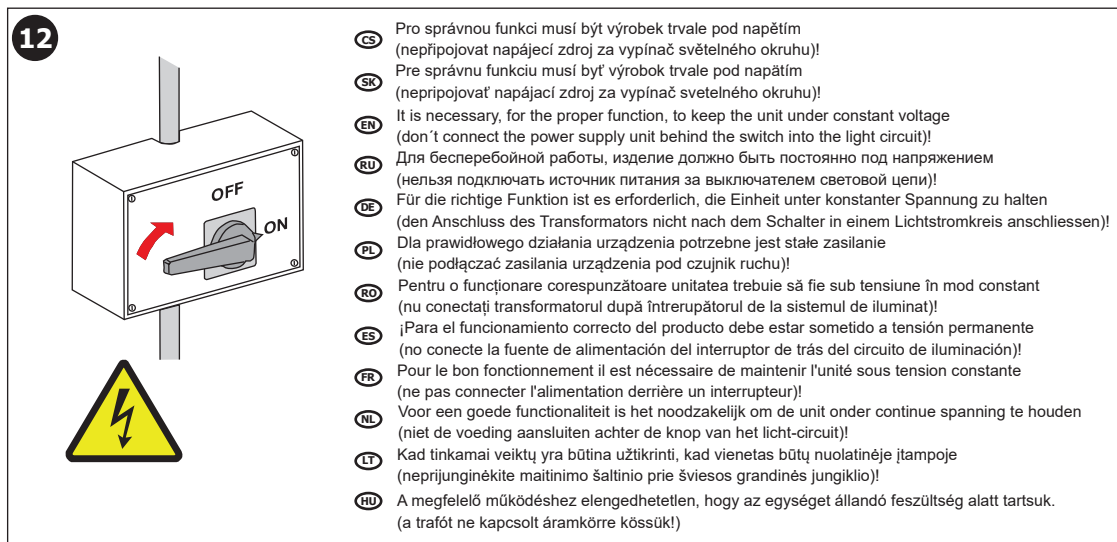 12
OFF
ON
CS Pro správnou funkci musí být výrobek trvale pod napětím
(nepřipojovat napájecí zdroj za vypínač světelného okruhu)!
SK Pre správnu funkciu musí byť výrobok trvale pod napätím
(nepripojovať napájací zdroj za vypínač svetelného okruhu)!
EN It is necessary, for the proper function, to keep the unit under constant voltage
(don´t connect the power supply unit behind the switch into the light circuit)!
RU Для бесперебойной работы, изделие должно быть постоянно под напряжением
(нельзя подключать источник питания за выключателем световой цепи)!
DE Für die richtige Funktion ist es erforderlich, die Einheit unter konstanter Spannung zu halten
(den Anschluss des Transformators nicht nach dem Schalter in einem Lichtstromkreis anschliessen)!
PL Dla prawidłowego działania urządzenia potrzebne jest stałe zasilanie
(nie podłączać zasilania urządzenia pod czujnik ruchu)!
RO Pentru o funcționare corespunzătoare unitatea trebuie să fie sub tensiune în mod constant
(nu conectați transformatorul după întrerupătorul de la sistemul de iluminat)!
ES ¡Para el funcionamiento correcto del producto debe estar sometido a tensión permanente
(no conecte la fuente de alimentación del interruptor de trás del circuito de iluminación)!
FR Pour le bon fonctionnement il est nécessaire de maintenir l'unité sous tension constante
(ne pas connecter l'alimentation derrière un interrupteur)!
NL Voor een goede functionaliteit is het noodzakelijk om de unit onder continue spanning te houden
(niet de voeding aansluiten achter de knop van het licht-circuit)!
LT Kad tinkamai veiktų yra būtina užtikrinti, kad vienetas būtų nuolatinėje įtampoje
(neprijunginėkite maitinimo šaltinio prie šviesos grandinės jungiklio)!
HU A megfelelő működéshez elengedhetetlen, hogy az egységet állandó feszültség alatt tartsuk.
(a trafót ne kapcsolt áramkörre kössük!)